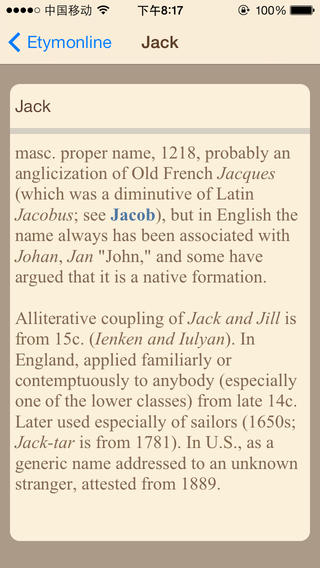 中国移动 下午8:17 100%
Etymonline Jack
Jack
masc. proper name, 1218, probably an
anglicization of Old French Jacques
(which was a diminutive of Latin
Jacobus; see Jacob), but in English the
name always has been associated with
Johan, Jan "John," and some have
argued that it is a native formation.
Alliterative coupling of Jack and Jill is
from 15c. (Ienken and Iulyan). In
England, applied familiarly or
contemptuously to anybody (especially
one of the lower classes) from late 14c.
Later used especially of sailors (1650s;
Jack-tar is from 1781). In U.S., as a
generic name addressed to an unknown
stranger, attested from 1889.